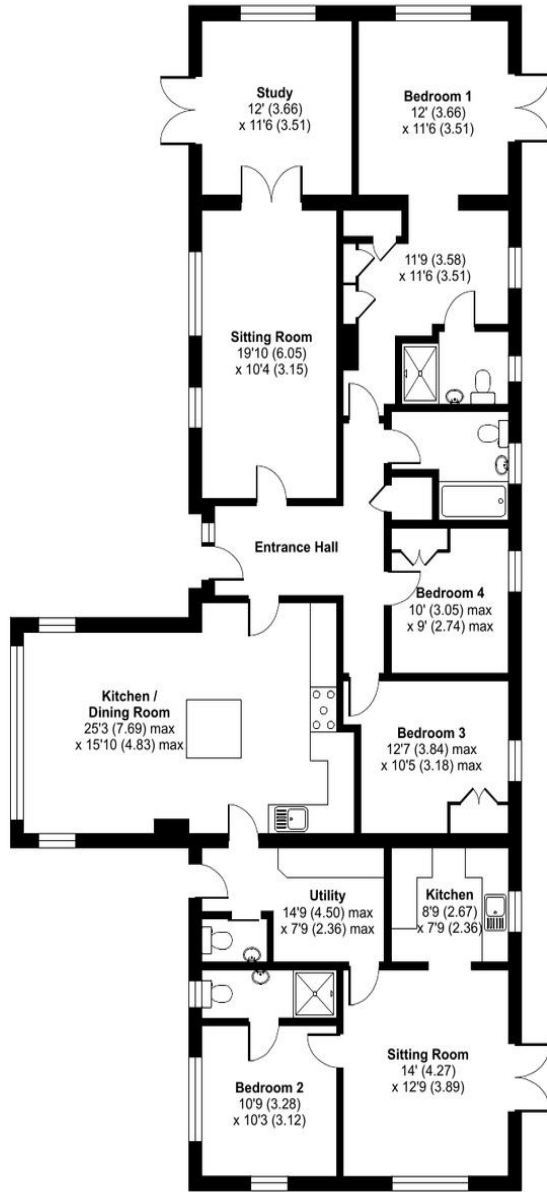 Study
12' (3.66)
x 11'6 (3.51)
Bedroom 1
12' (3.66)
x 11'6 (3.51)
11'9 (3.58)
x 11'6 (3.51)
Sitting Room
19'10 (6.05)
x 10'4 (3.15)
Entrance Hall
Bedroom 4
10' (3.05) max
x 9' (2.74) max
Kitchen /
Dining Room
25'3 (7.69) max
x 15'10 (4.83) max
Bedroom 3
12'7 (3.84) max
x 10'5 (3.18) max
Utility
14'9 (4.50) max
x 7'9 (2.36) max
Kitchen
8'9 (2.67)
x 7'9 (2.36)
Sitting Room
14' (4.27)
x 12'9 (3.89)
Bedroom 2
10'9 (3.28)
x 10'3 (3.12)